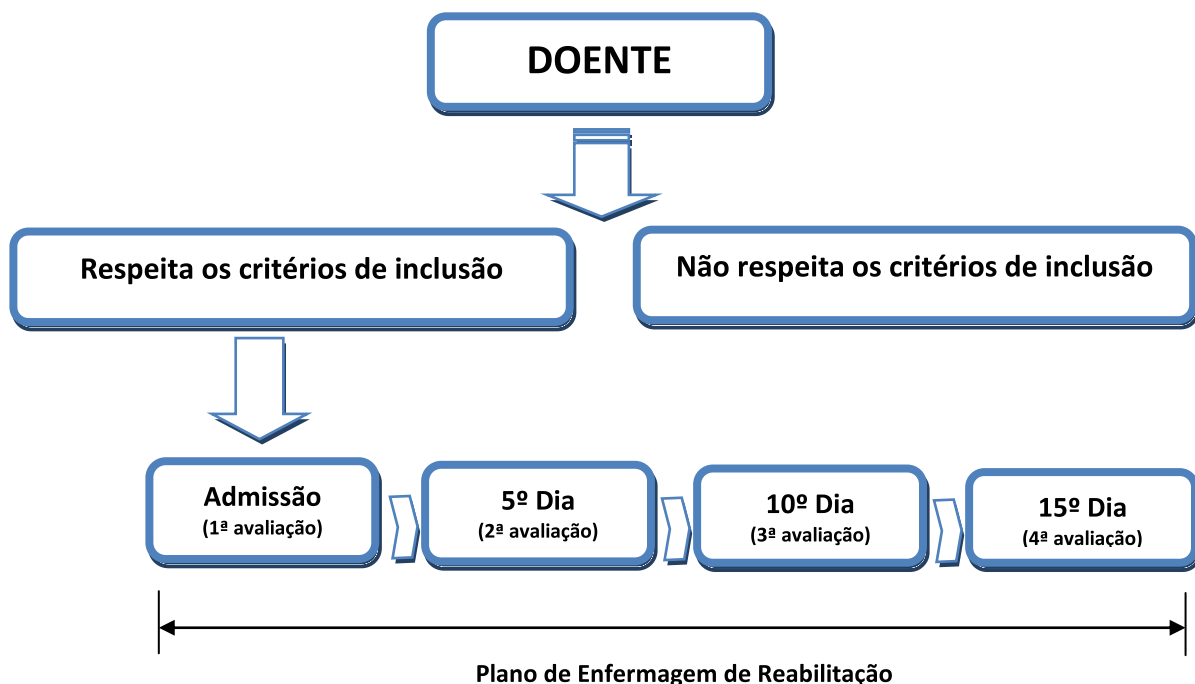 DOENTE
Respeita os critérios de inclusão
Não respeita os critérios de inclusão
Admissão
(1ª avaliação)
5º Dia
(2ª avaliação)
10º Dia
(3ª avaliação)
15º Dia
(4ª avaliação)
Plano de Enfermagem de Reabilitação